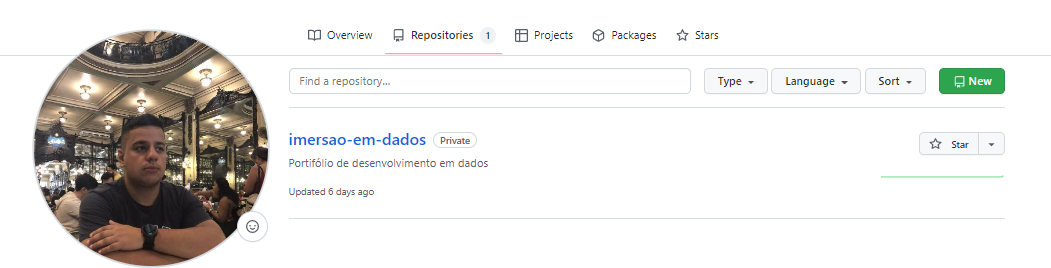 Overview Repositories 1 Projects Packages Stars
Find a repository... Type Language Sort New
imersao-em-dados Private Star
Portifólio de desenvolvimento em dados
Updated 6 days ago